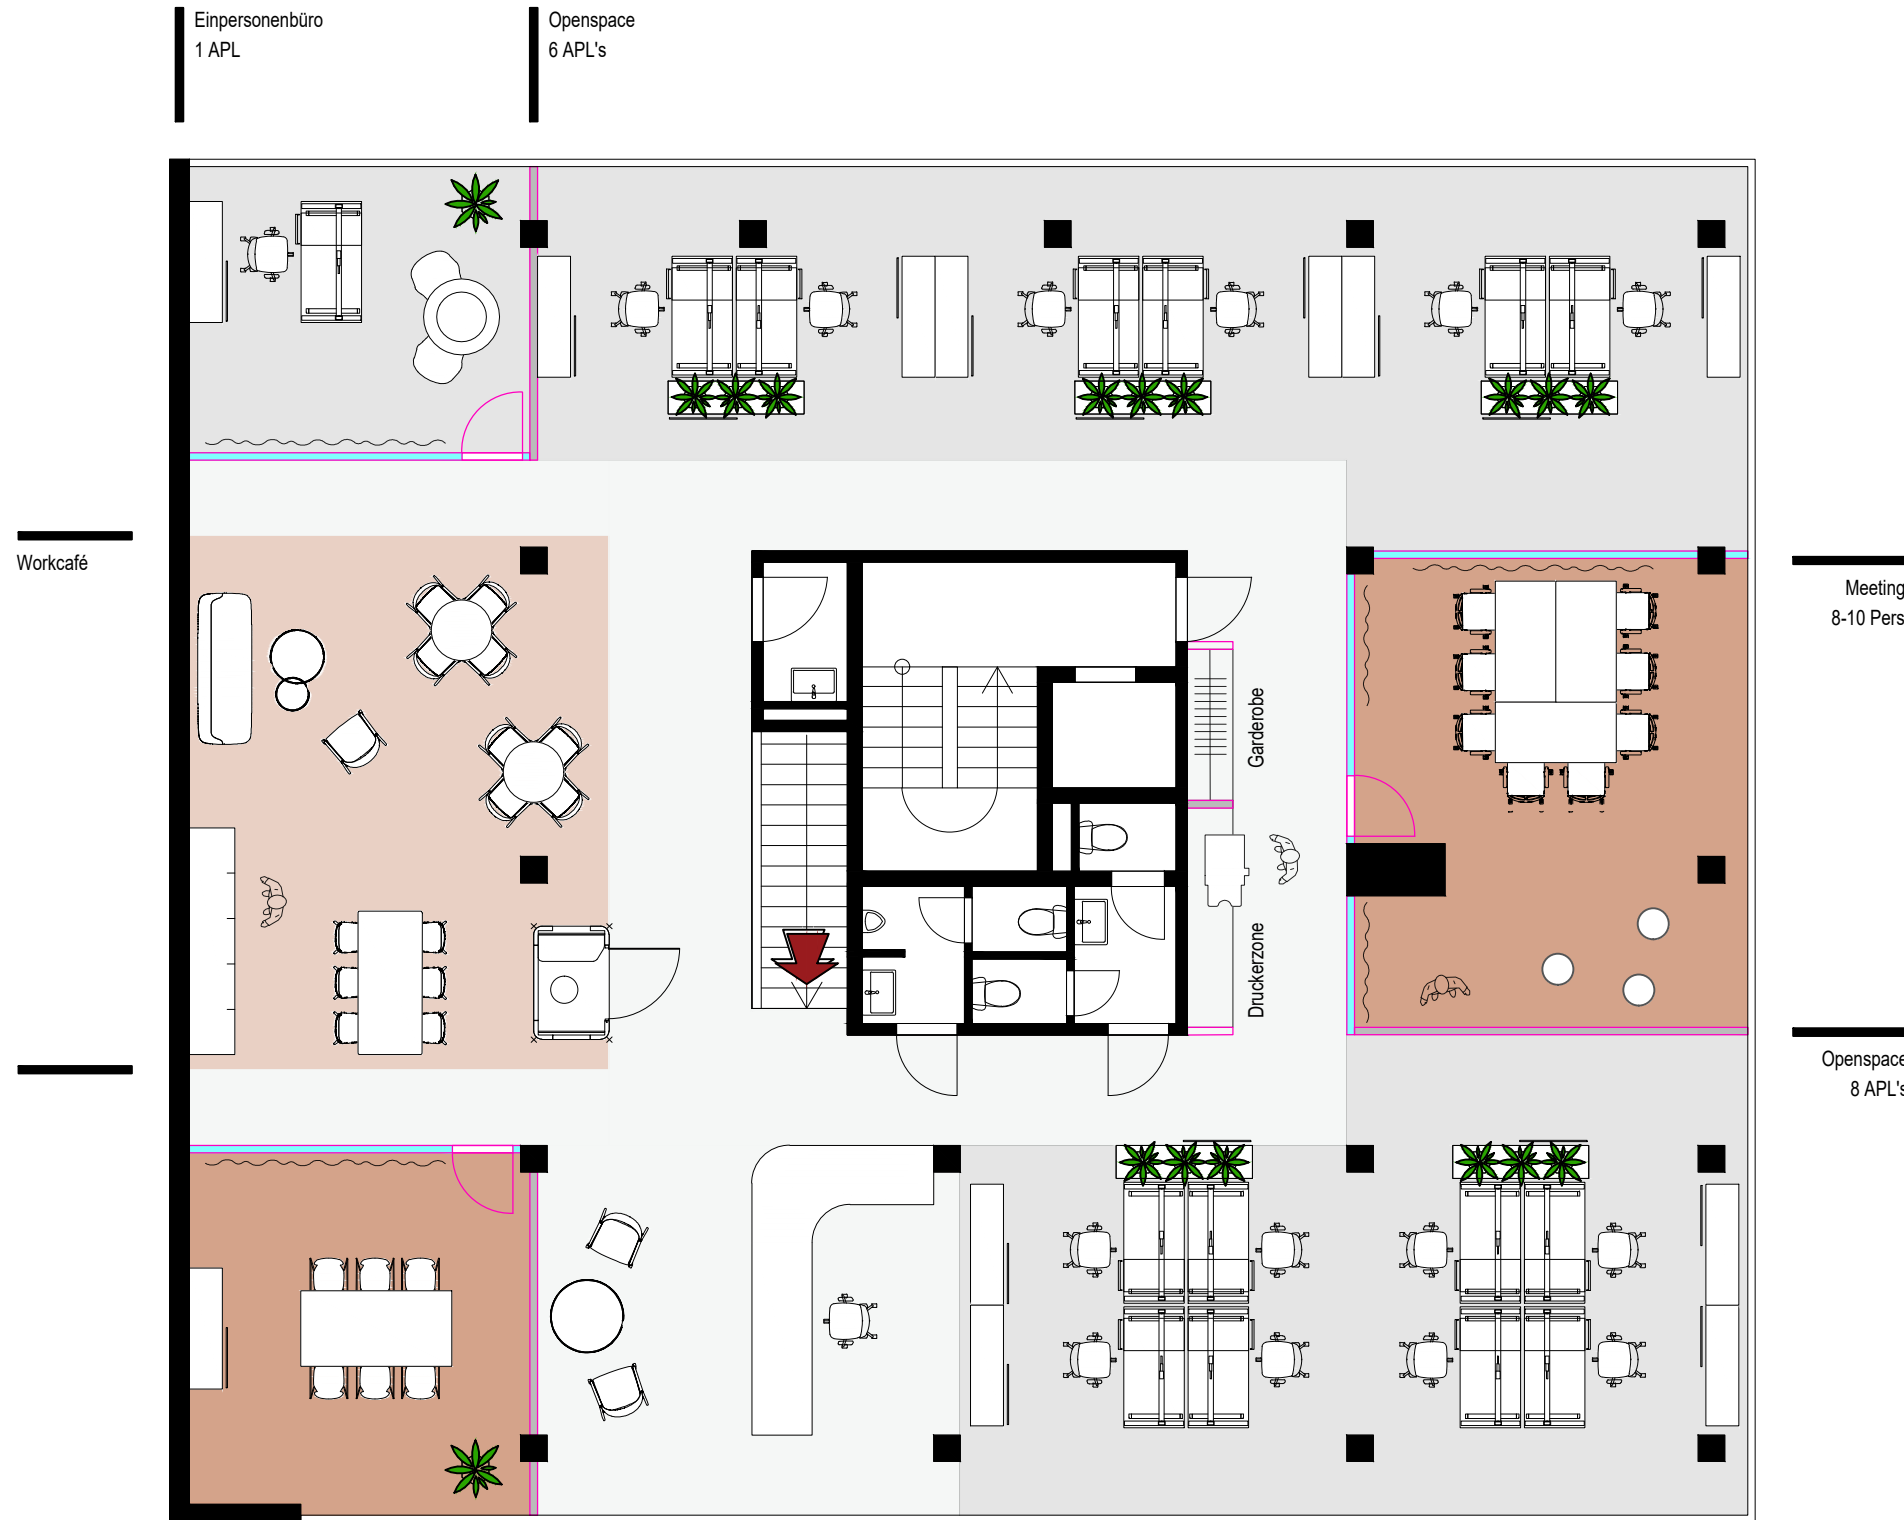 Einpersonenbüro
1 APL
Openspace
6 APL's
Workcafé
Meeting
8-10 Pers
Garderobe
Druckerzone
Openspace
8 APL's